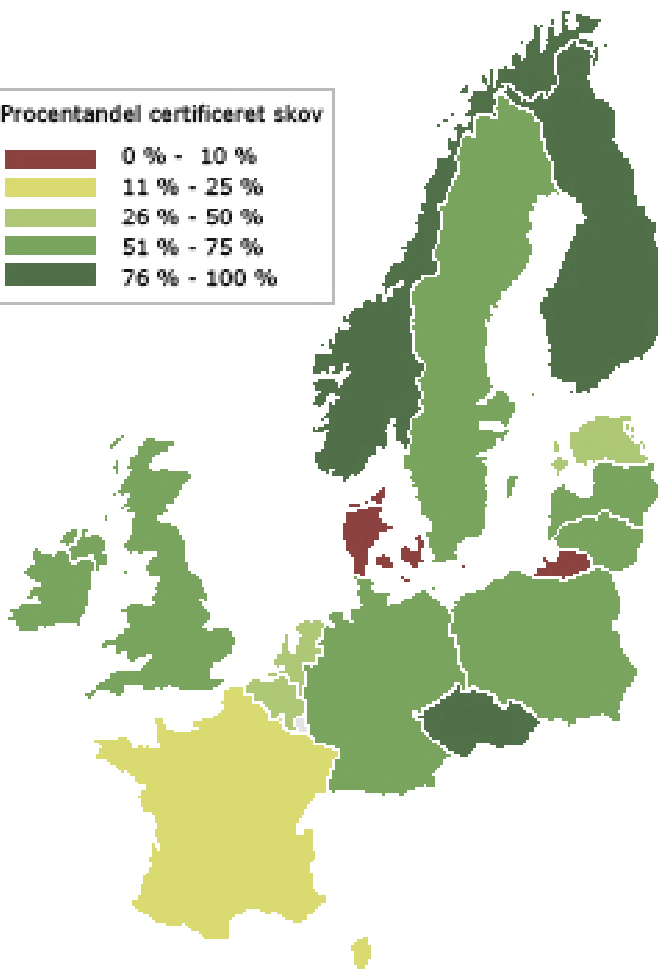 Procentandel certificeret skov
0 % - 10 %
11 % - 25 %
26 % - 50 %
51 % - 75 %
76 % - 100 %